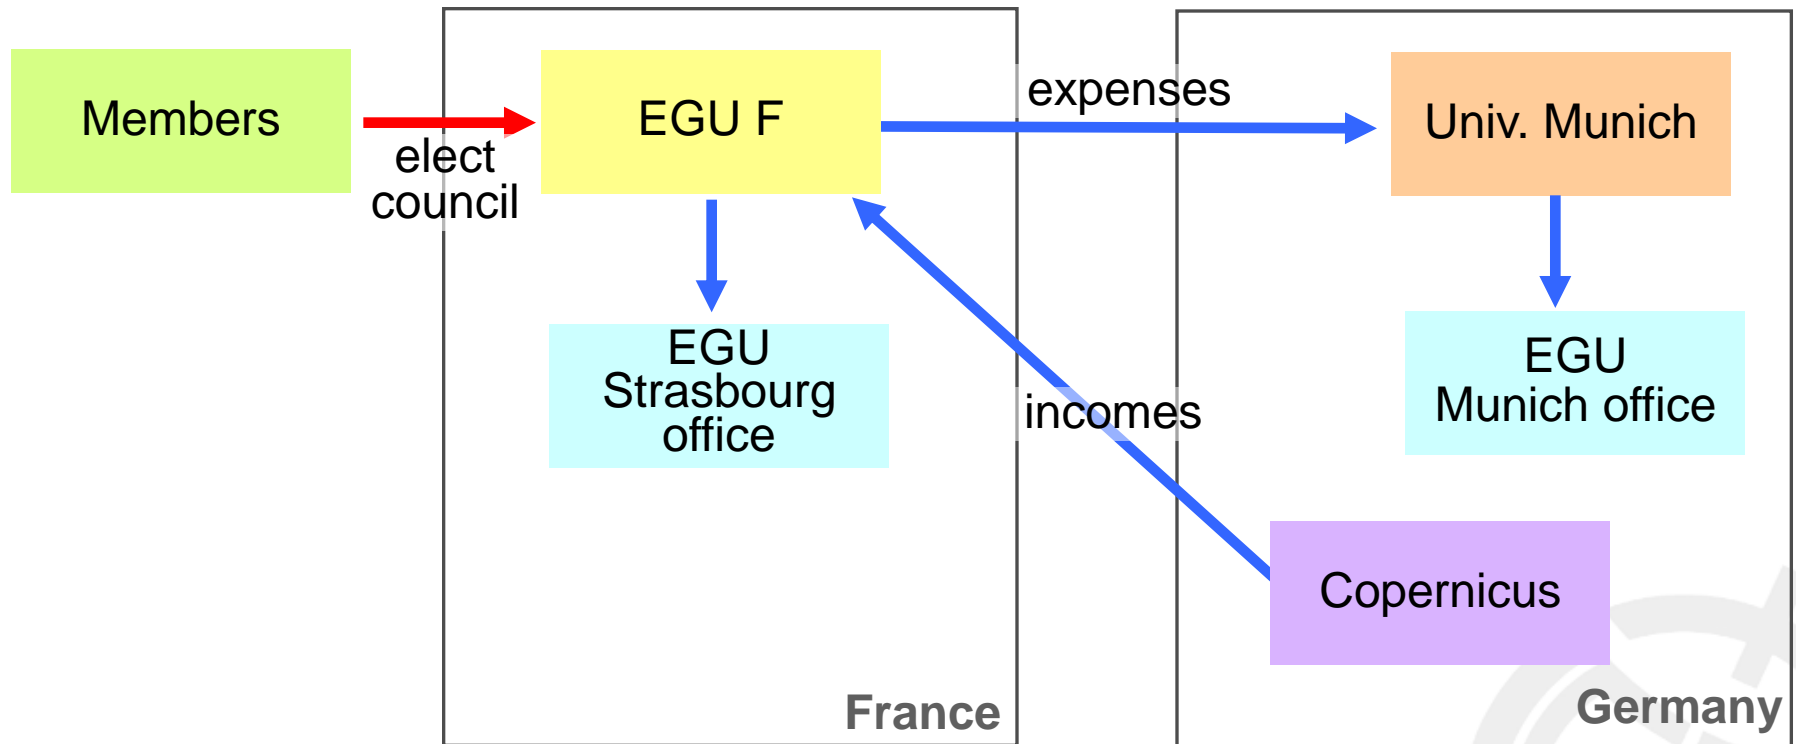 Members
elect
council
EGU F
expenses
Univ. Munich
EGU
Strasbourg
office
incomes
EGU
Munich office
Copernicus
France
Germany